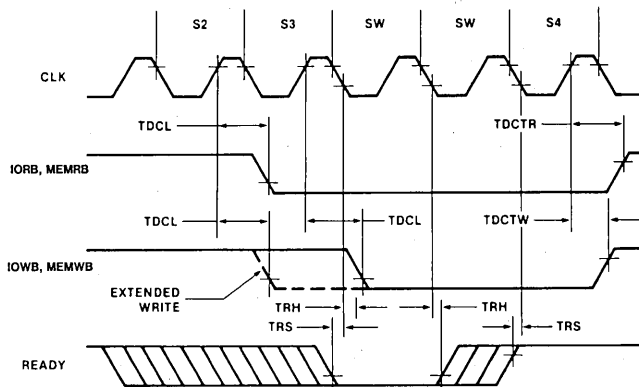 S2 S3 SW SW S4
CLK
TDCL TDCTR
IORB, MEMRB
TDCL TDCL TDCTW
IOWB, MEMWB
EXTENDED
WRITE
TRH TRH
TRS TRS
READY